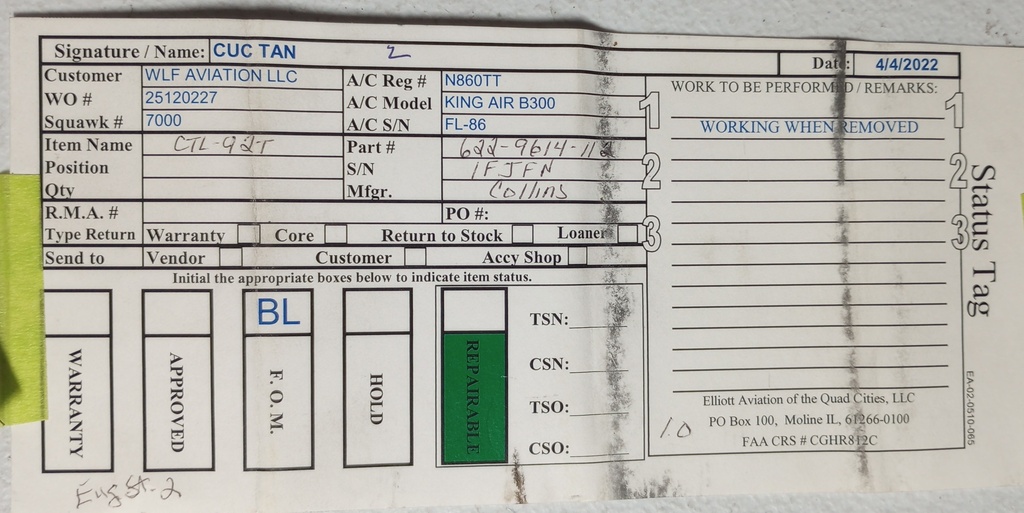 Signature / Name: CUC TAN 2 Date: 4/4/2022
Customer WLF AVIATION LLC A/C Reg # N860TT
WO # 25120227 A/C Model KING AIR B300
Squawk # 7000 A/C S/N FL-86
Item Name CTL-92T Part # 622-9614-
Position S/N 1FJFN
Qty Mfgr. Collins
R.M.A. # PO #:
Type Return Warranty Core Return to Stock Loaner
Send to Vendor Customer Accy Shop
Initial the appropriate boxes below to indicate item status.
WARRANTY
APPROVED
BL
F. O. M.
HOLD
REPAIRABLE
TSN:
CSN:
TSO:
CSO:
WORK TO BE PERFORMED / REMARKS:
WORKING WHEN REMOVED
1 1
2 2
3 3
Elliott Aviation of the Quad Cities, LLC
PO Box 100, Moline IL, 61266-0100
FAA CRS # CGHR812C
1.0
Status Tag
EA-02-0510-065